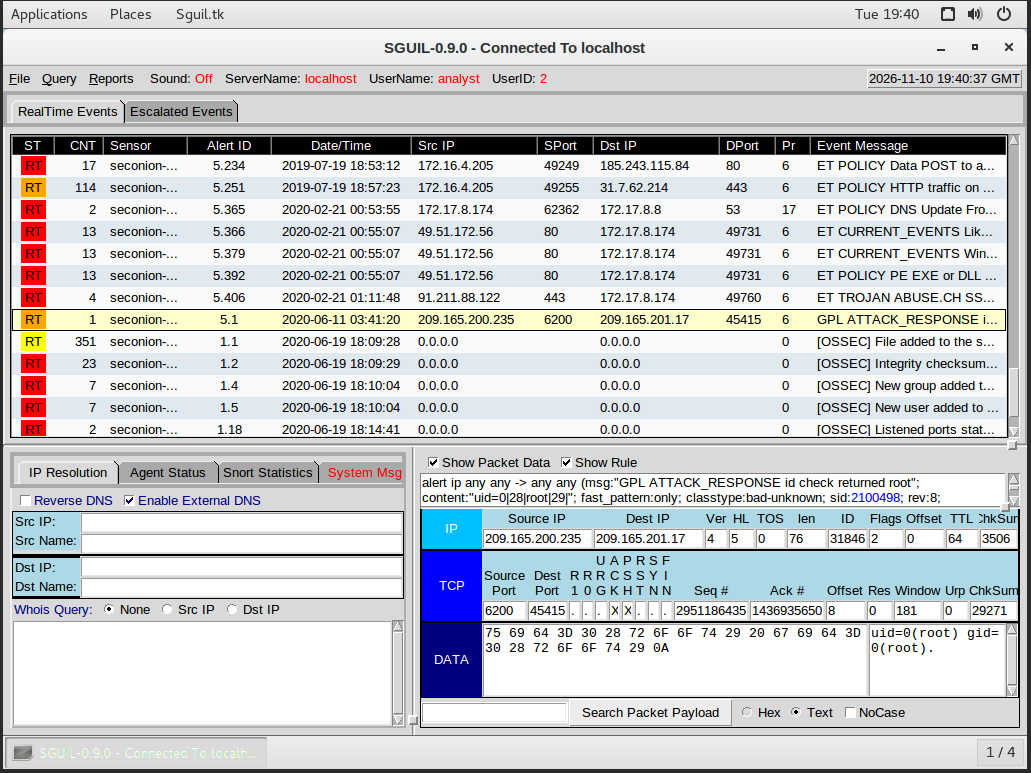 Applications Places Sguil.tk Tue 19:40
SGUIL-0.9.0 - Connected To localhost
File Query Reports Sound: Off ServerName: localhost UserName: analyst UserID: 2 2026-11-10 19:40:37 GMT
RealTime Events Escalated Events
ST CNT Sensor Alert ID Date/Time Src IP SPort Dst IP DPort Pr Event Message
RT 17 seconion-... 5.234 2019-07-19 18:53:12 172.16.4.205 49249 185.243.115.84 80 6 ET POLICY Data POST to a...
RT 114 seconion-... 5.251 2019-07-19 18:57:23 172.16.4.205 49255 31.7.62.214 443 6 ET POLICY HTTP traffic on ...
RT 2 seconion-... 5.365 2020-02-21 00:53:55 172.17.8.174 62362 172.17.8.8 53 17 ET POLICY DNS Update Fro...
RT 13 seconion-... 5.366 2020-02-21 00:55:07 49.51.172.56 80 172.17.8.174 49731 6 ET CURRENT_EVENTS Lik...
RT 13 seconion-... 5.379 2020-02-21 00:55:07 49.51.172.56 80 172.17.8.174 49731 6 ET CURRENT_EVENTS Win...
RT 13 seconion-... 5.392 2020-02-21 00:55:07 49.51.172.56 80 172.17.8.174 49731 6 ET POLICY PE EXE or DLL ...
RT 4 seconion-... 5.406 2020-02-21 01:11:48 91.211.88.122 443 172.17.8.174 49760 6 ET TROJAN ABUSE.CH SS...
RT 1 seconion-... 5.1 2020-06-11 03:41:20 209.165.200.235 6200 209.165.201.17 45415 6 GPL ATTACK_RESPONSE i...
RT 351 seconion-... 1.1 2020-06-19 18:09:28 0.0.0.0 0.0.0.0 0 [OSSEC] File added to the s...
RT 23 seconion-... 1.2 2020-06-19 18:09:29 0.0.0.0 0.0.0.0 0 [OSSEC] Integrity checksum...
RT 7 seconion-... 1.4 2020-06-19 18:10:04 0.0.0.0 0.0.0.0 0 [OSSEC] New group added t...
RT 7 seconion-... 1.5 2020-06-19 18:10:04 0.0.0.0 0.0.0.0 0 [OSSEC] New user added to ...
RT 2 seconion-... 1.18 2020-06-19 18:14:41 0.0.0.0 0.0.0.0 0 [OSSEC] Listened ports stat...
IP Resolution Agent Status Snort Statistics System Msg
Reverse DNS Enable External DNS
Src IP:
Src Name:
Dst IP:
Dst Name:
Whois Query: None Src IP Dst IP
Show Packet Data Show Rule
alert ip any any -> any any (msg:"GPL ATTACK_RESPONSE id check returned root";
content:"uid=0|28|root|29|"; fast_pattern:only; classtype:bad-unknown; sid:2100498; rev:8;
IP Source IP Dest IP Ver HL TOS len ID Flags Offset TTL ChkSum
209.165.200.235 209.165.201.17 4 5 0 76 31846 2 0 64 3506
TCP Source Port Dest Port R1 R0 URG ACK PSH RST SYN FIN Seq # Ack # Offset Res Window Urp ChkSum
6200 45415 . . . X X . . . 2951186435 1436935650 8 0 181 0 29271
DATA 75 69 64 3D 30 28 72 6F 6F 74 29 20 67 69 64 3D uid=0(root) gid=
30 28 72 6F 6F 74 29 0A 0(root).
Search Packet Payload Hex Text NoCase
SGUIL-0.9.0 - Connected To localh... 1 / 4